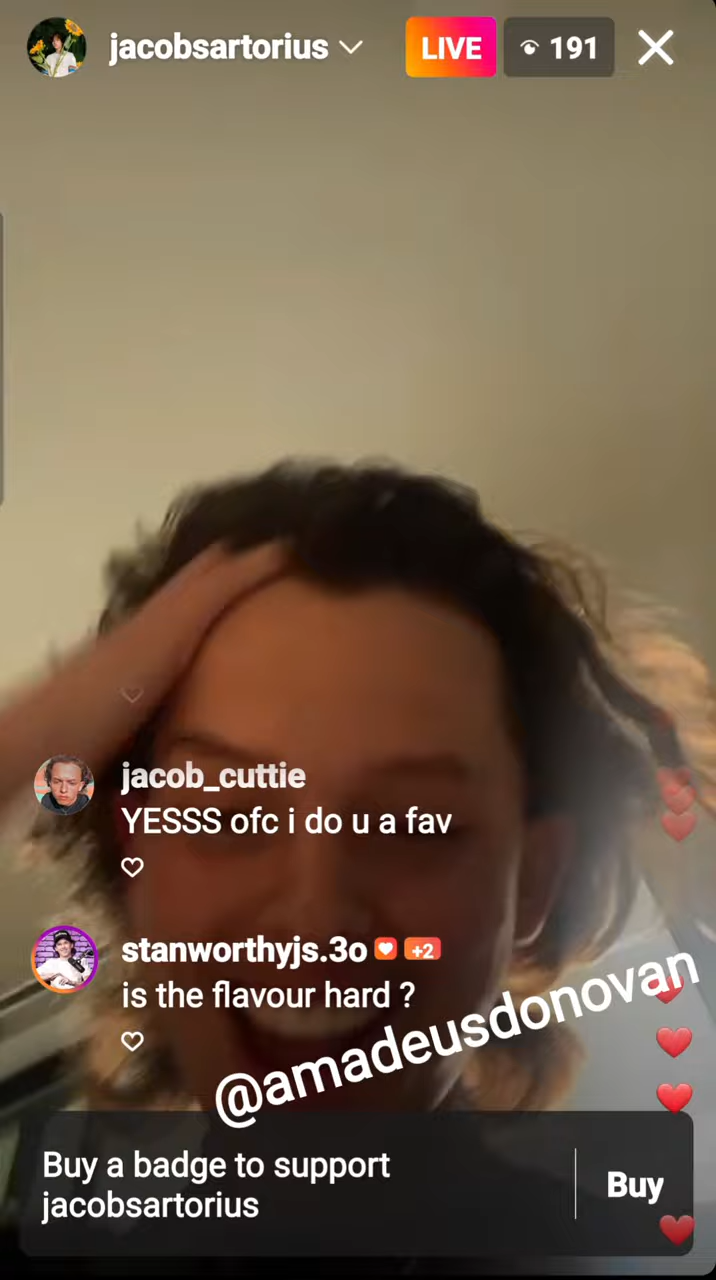 jacobsartorius
LIVE
191
jacob_cuttie
YESSS ofc i do u a fav
stanworthyjs.3o +2
is the flavour hard ?
@amadeusdonovan
Buy a badge to support
jacobsartorius
Buy